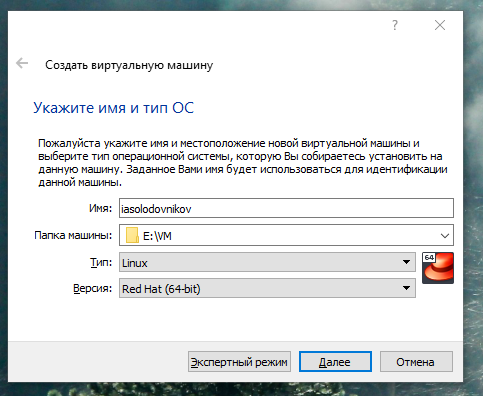 ?
Создать виртуальную машину
Укажите имя и тип ОС
Пожалуйста укажите имя и местоположение новой виртуальной машины и
выберите тип операционной системы, которую Вы собираетесь установить на
данную машину. Заданное Вами имя будет использоваться для идентификации
данной машины.
Имя: iasolodovnikov
Папка машины: E:\VM
Тип: Linux
64
Версия: Red Hat (64-bit)
Экспертный режим Далее Отмена